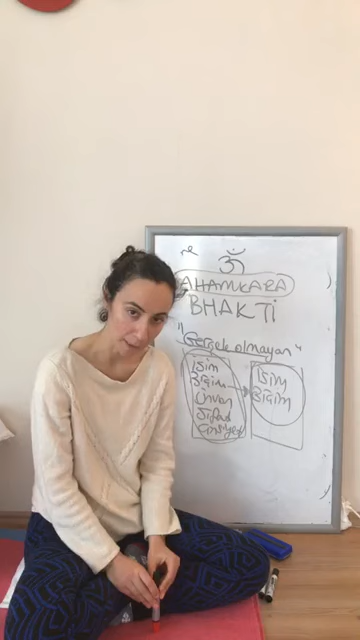 ॐ
AHAMKARA
BHAKTI
"Gerçek olmayan"
İsim
Biçim
Unvan
Sıfat
Cinsiyet
İsim
Biçim